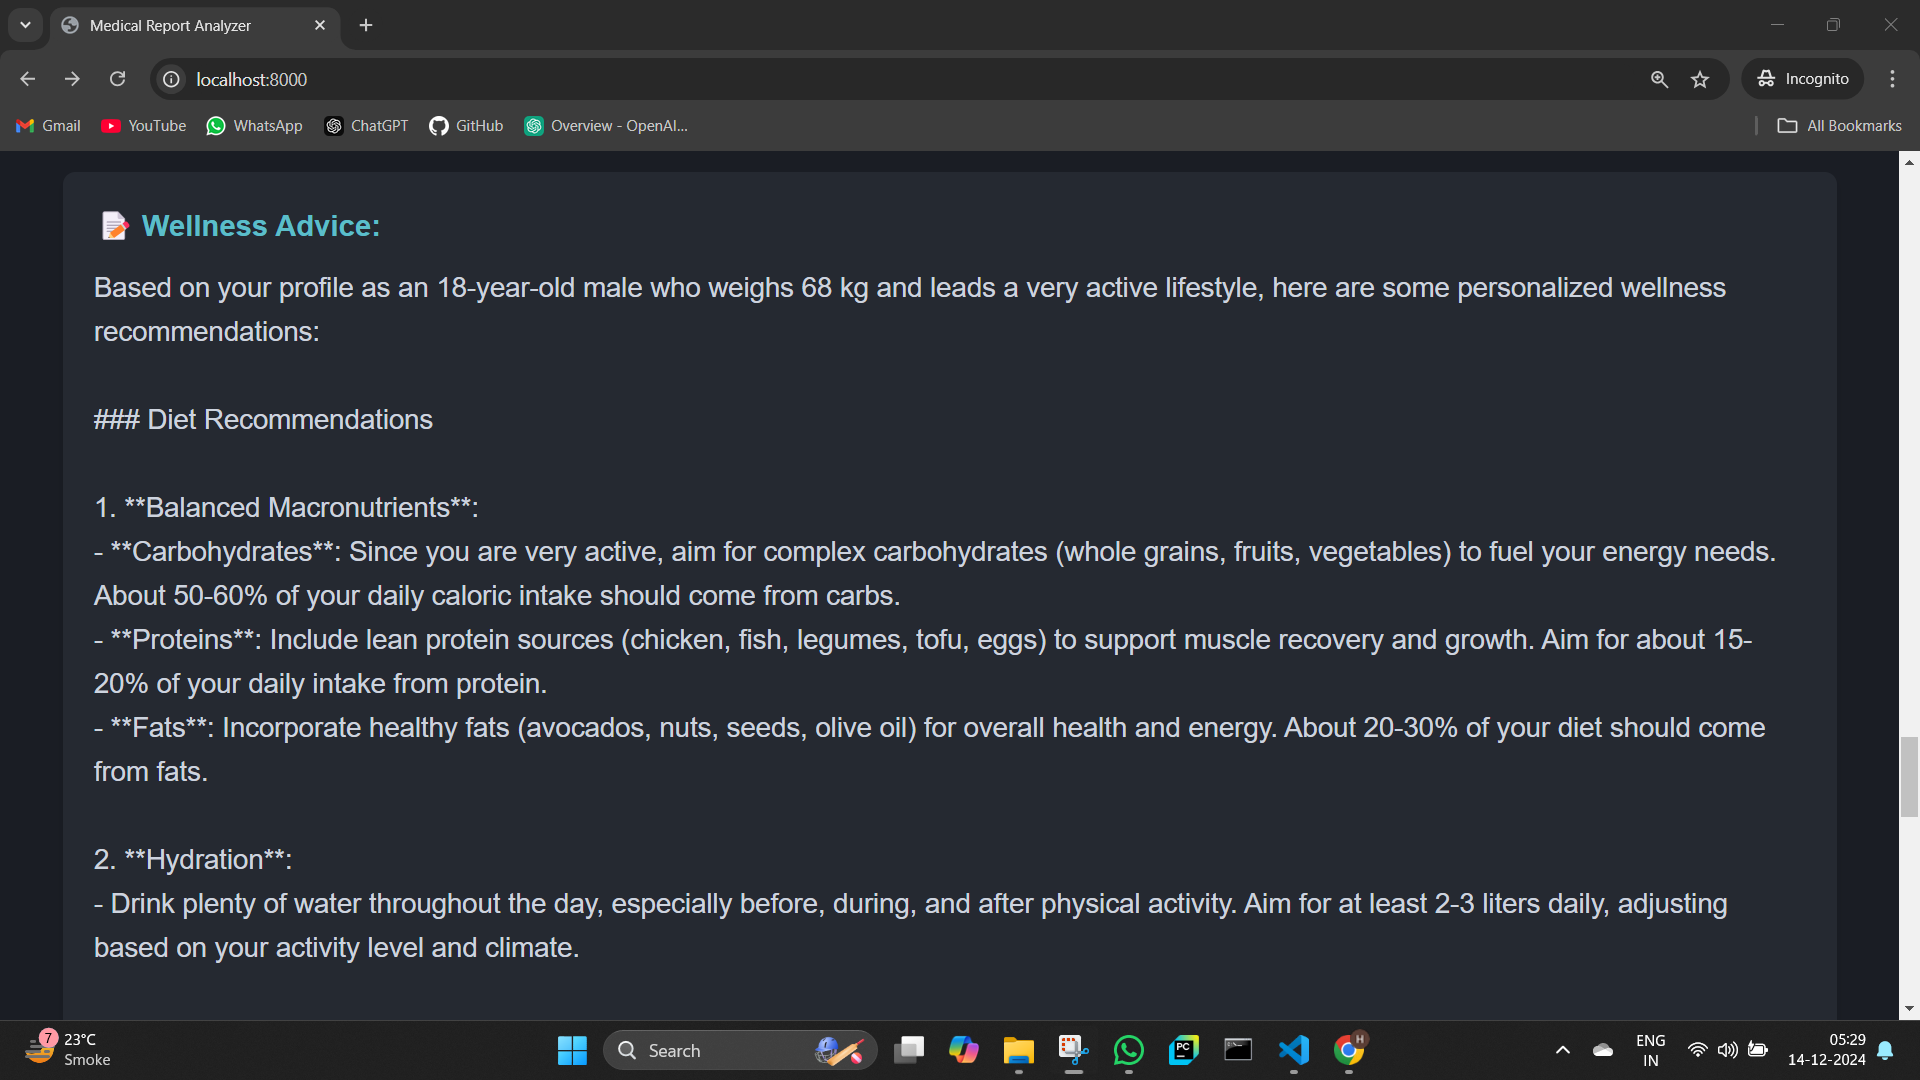 Medical Report Analyzer
localhost:8000
Incognito
Gmail
YouTube
WhatsApp
ChatGPT
GitHub
Overview - OpenAI...
All Bookmarks
Wellness Advice:
Based on your profile as an 18-year-old male who weighs 68 kg and leads a very active lifestyle, here are some personalized wellness
recommendations:
### Diet Recommendations
1. **Balanced Macronutrients**:
- **Carbohydrates**: Since you are very active, aim for complex carbohydrates (whole grains, fruits, vegetables) to fuel your energy needs.
About 50-60% of your daily caloric intake should come from carbs.
- **Proteins**: Include lean protein sources (chicken, fish, legumes, tofu, eggs) to support muscle recovery and growth. Aim for about 15-
20% of your daily intake from protein.
- **Fats**: Incorporate healthy fats (avocados, nuts, seeds, olive oil) for overall health and energy. About 20-30% of your diet should come
from fats.
2. **Hydration**:
- Drink plenty of water throughout the day, especially before, during, and after physical activity. Aim for at least 2-3 liters daily, adjusting
based on your activity level and climate.
7
23°C
Smoke
Search
PC
H
ENG
IN
05:29
14-12-2024